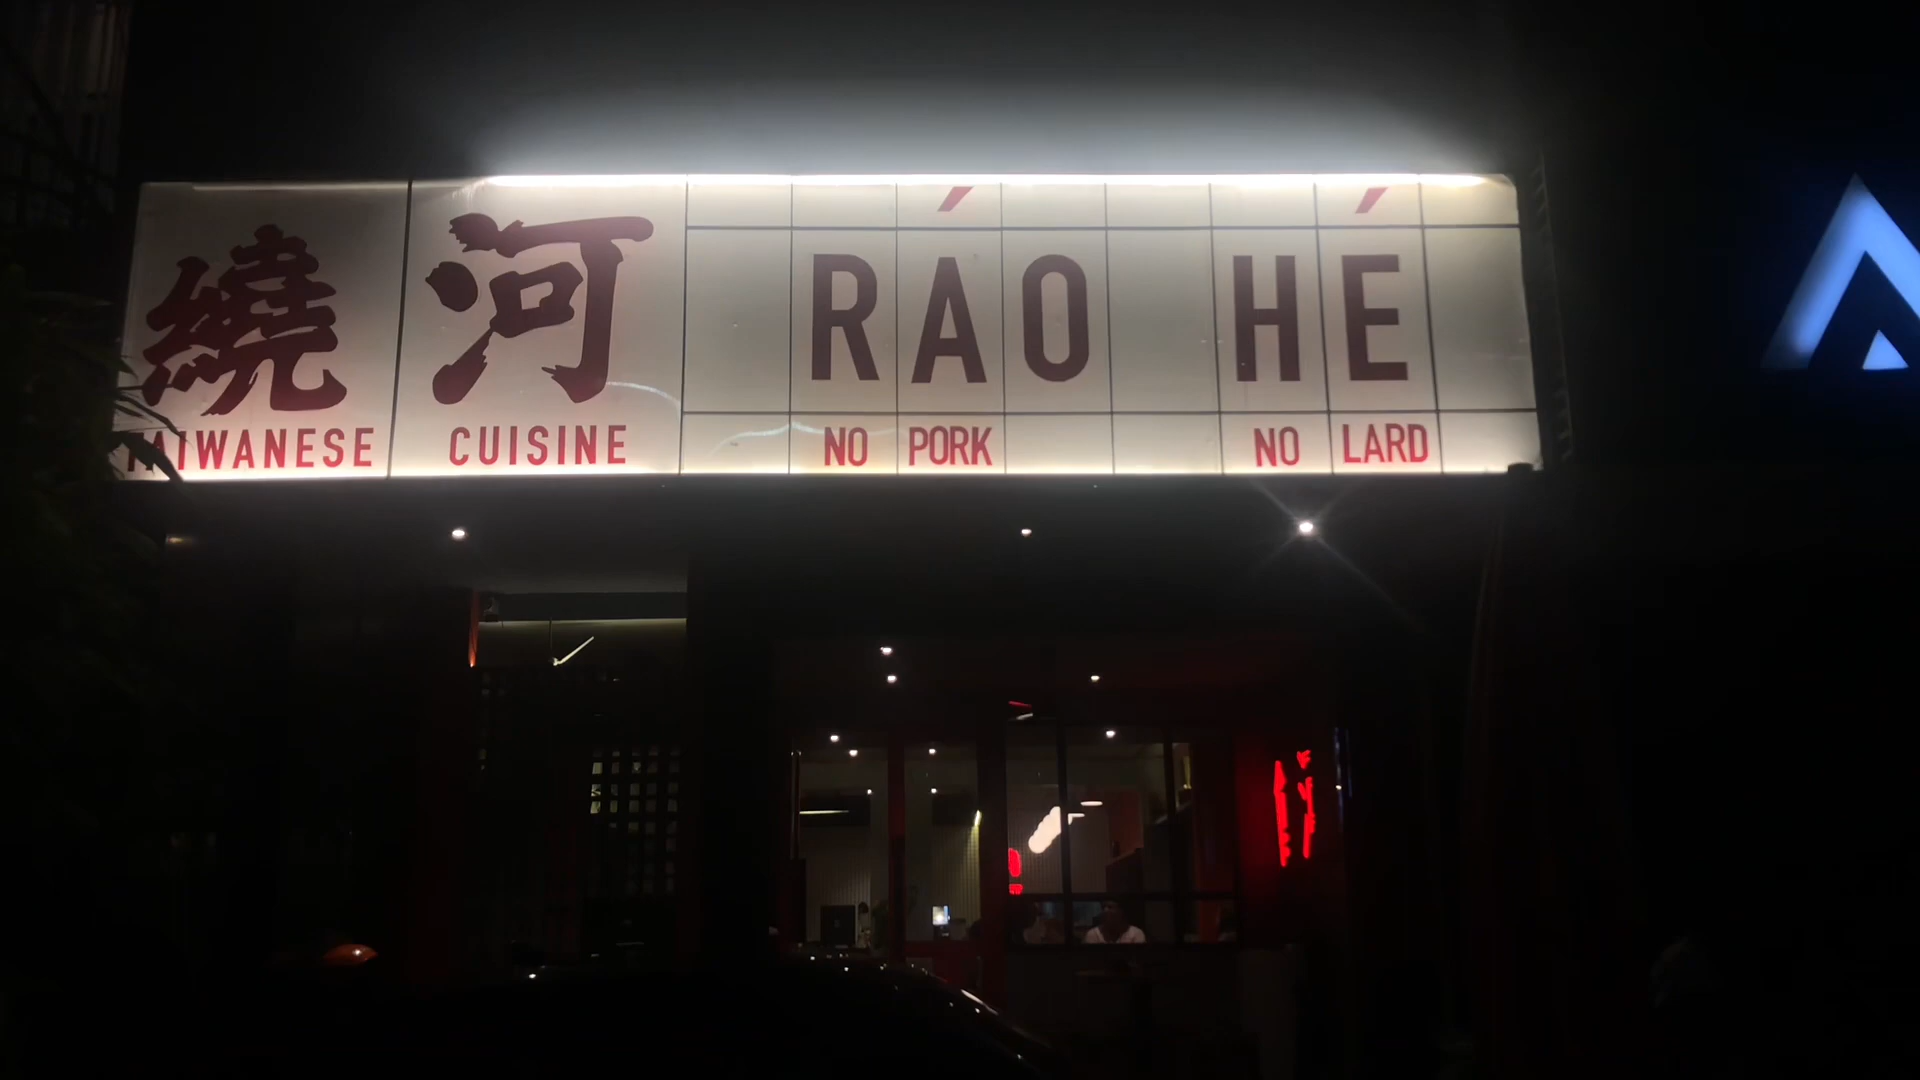 繞河 RÁO HÉ
TAIWANESE CUISINE NO PORK NO LARD